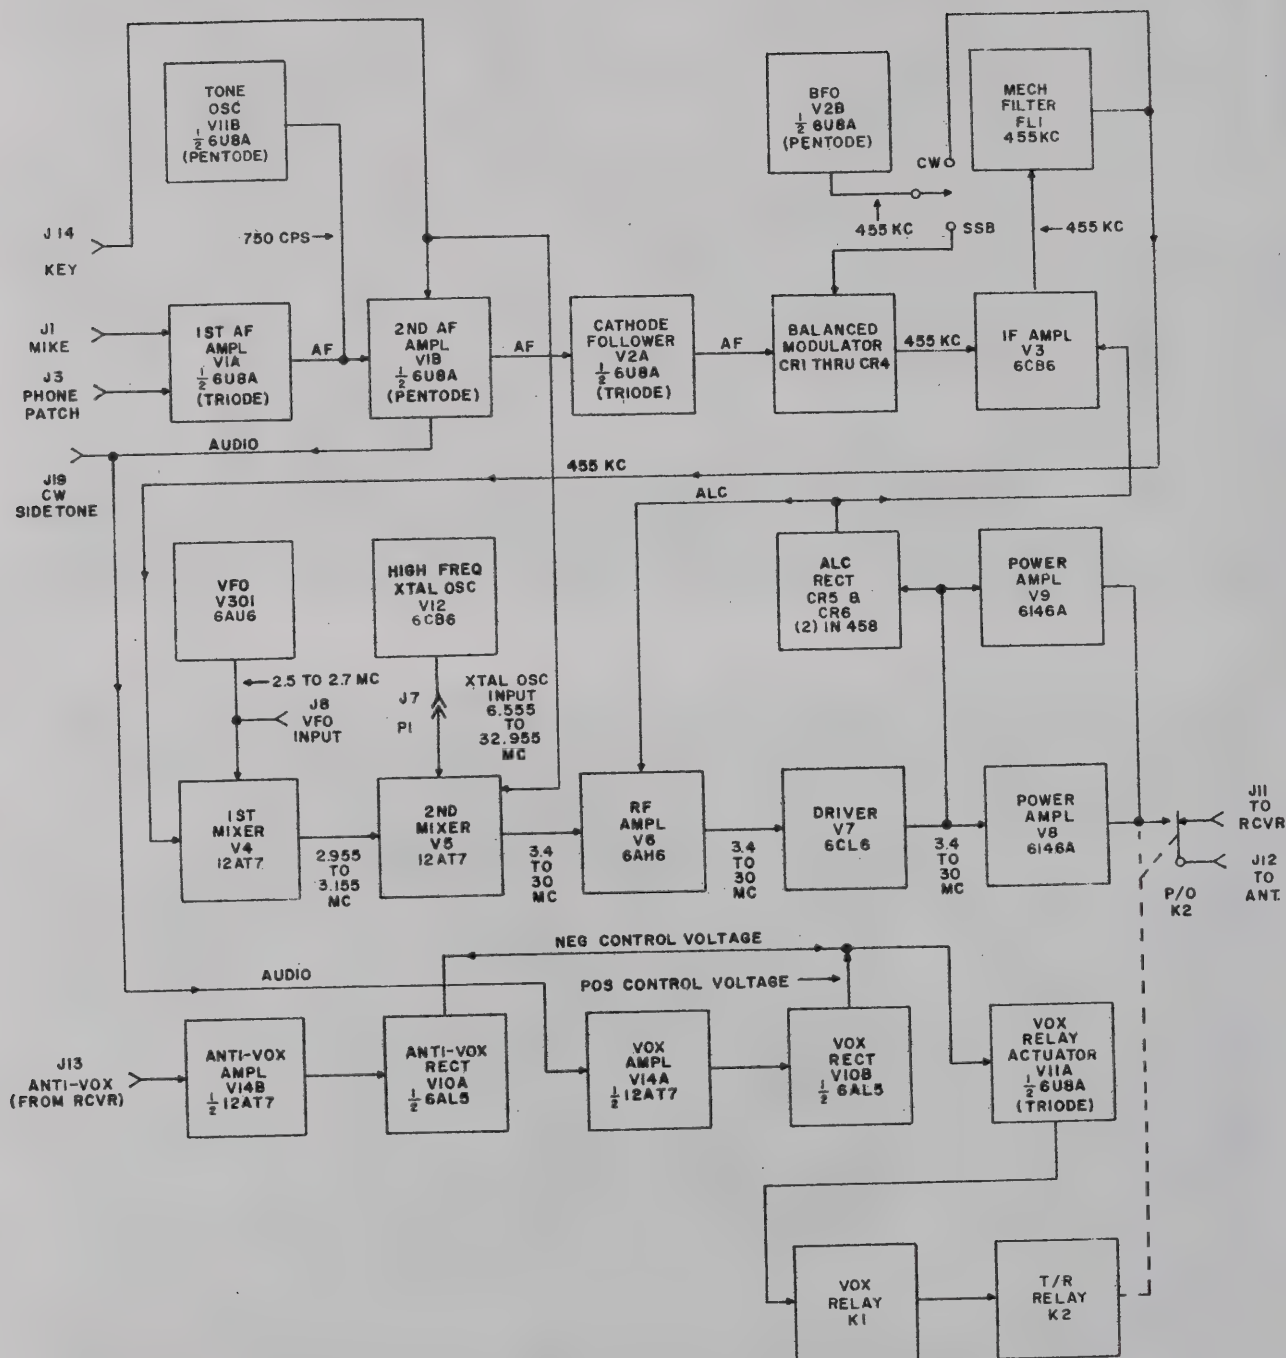 TONE
OSC
V11B
½ 6U8A
(PENTODE)
BFO
V2B
½ 6U8A
(PENTODE)
MECH
FILTER
FL1
455KC
CW
SSB
455 KC
455 KC
J14
KEY
750 CPS
J1
MIKE
J3
PHONE
PATCH
1ST AF
AMPL
V1A
½ 6U8A
(TRIODE)
AF
2ND AF
AMPL
V1B
½ 6U8A
(PENTODE)
AF
CATHODE
FOLLOWER
V2A
½ 6U8A
(TRIODE)
AF
BALANCED
MODULATOR
CR1 THRU CR4
455 KC
IF AMPL
V3
6CB6
AUDIO
J19
CW
SIDETONE
455 KC
ALC
VFO
V301
6AU6
HIGH FREQ
XTAL OSC
V12
6CB6
ALC
RECT
CR5 &
CR6
(2) IN 458
POWER
AMPL
V9
6146A
2.5 TO 2.7 MC
J8
VFO
INPUT
J7
P1
XTAL OSC
INPUT
6.555
TO
32.955
MC
1ST
MIXER
V4
12AT7
2.955
TO
3.155
MC
2ND
MIXER
V5
12AT7
3.4
TO
30
MC
RF
AMPL
V6
6AH6
3.4
TO
30
MC
DRIVER
V7
6CL6
3.4
TO
30
MC
POWER
AMPL
V8
6146A
J11
TO
RCVR
J12
TO
ANT.
P/O
K2
NEG CONTROL VOLTAGE
AUDIO
POS CONTROL VOLTAGE
J13
ANTI-VOX
(FROM RCVR)
ANTI-VOX
AMPL
V14B
½ 12AT7
ANTI-VOX
RECT
V10A
½ 6AL5
VOX
AMPL
V14A
½ 12AT7
VOX
RECT
V10B
½ 6AL5
VOX
RELAY
ACTUATOR
V11A
½ 6U8A
(TRIODE)
VOX
RELAY
K1
T/R
RELAY
K2